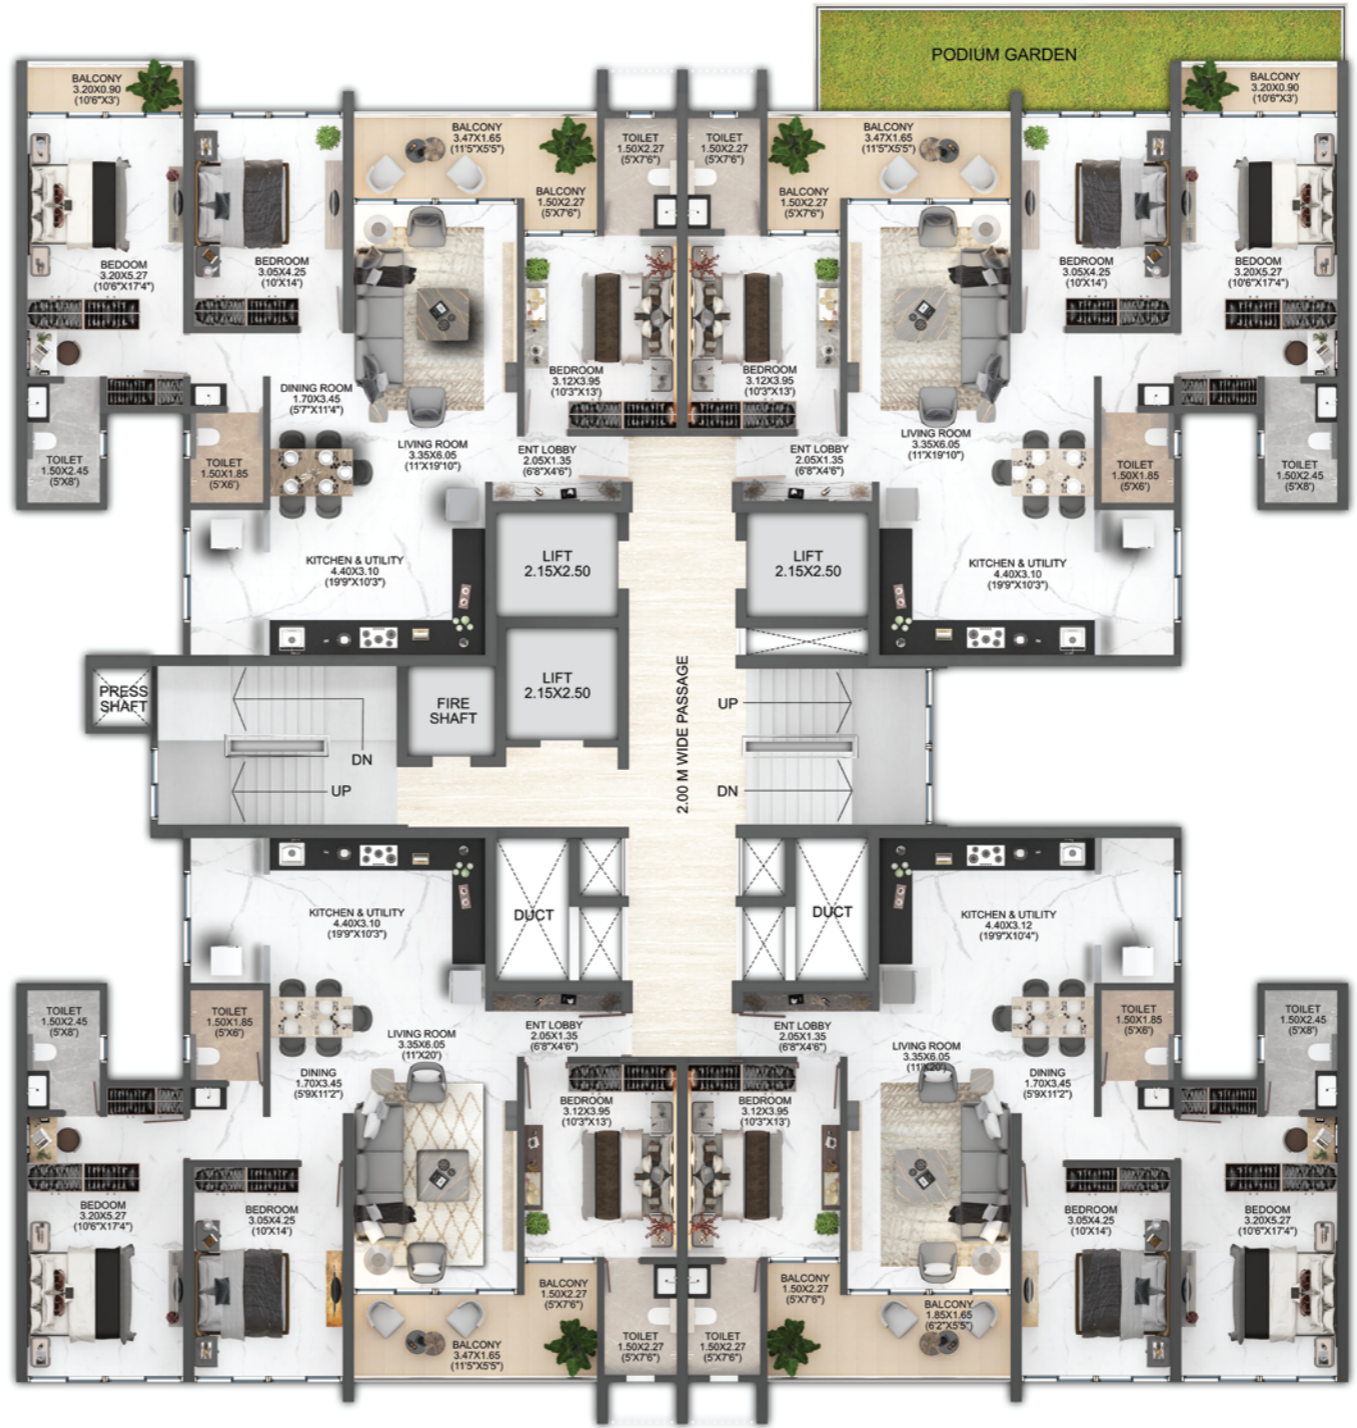 PODIUM GARDEN
BALCONY
3.20X0.90
(10'6"X3')
BALCONY
3.20X0.90
(10'6"X3')
BALCONY
3.47X1.65
(11'5"X5'5")
TOILET
1.50X2.27
(5'X7'6")
TOILET
1.50X2.27
(5'X7'6")
BALCONY
3.47X1.65
(11'5"X5'5")
BALCONY
1.50X2.27
(5'X7'6")
BALCONY
1.50X2.27
(5'X7'6")
BEDOOM
3.20X5.27
(10'6"X17'4")
BEDROOM
3.05X4.25
(10'X14')
BEDROOM
3.05X4.25
(10'X14')
BEDOOM
3.20X5.27
(10'6"X17'4")
BEDROOM
3.12X3.95
(10'3"X13')
BEDROOM
3.12X3.95
(10'3"X13')
DINING ROOM
1.70X3.45
(5'7"X11'4")
LIVING ROOM
3.35X6.05
(11'X19'10")
ENT LOBBY
2.05X1.35
(6'8"X4'6")
ENT LOBBY
2.05X1.35
(6'8"X4'6")
LIVING ROOM
3.35X6.05
(11'X19'10")
TOILET
1.50X2.45
(5'X8')
TOILET
1.50X1.85
(5'X6')
TOILET
1.50X1.85
(5'X6')
TOILET
1.50X2.45
(5'X8')
KITCHEN & UTILITY
4.40X3.10
(19'9"X10'3")
LIFT
2.15X2.50
LIFT
2.15X2.50
KITCHEN & UTILITY
4.40X3.10
(19'9"X10'3")
PRESS
SHAFT
FIRE
SHAFT
LIFT
2.15X2.50
2.00 M WIDE PASSAGE
UP
DN
DN
UP
KITCHEN & UTILITY
4.40X3.10
(19'9"X10'3")
DUCT
DUCT
KITCHEN & UTILITY
4.40X3.12
(19'9"X10'4")
TOILET
1.50X2.45
(5'X8')
TOILET
1.50X1.85
(5'X6')
LIVING ROOM
3.35X6.05
(11'X20')
ENT LOBBY
2.05X1.35
(6'8"X4'6")
ENT LOBBY
2.05X1.35
(6'8"X4'6")
LIVING ROOM
3.35X6.05
(11'X20')
TOILET
1.50X1.85
(5'X6')
TOILET
1.50X2.45
(5'X8')
DINING
1.70X3.45
(5'9X11'2")
DINING
1.70X3.45
(5'9X11'2")
BEDROOM
3.12X3.95
(10'3"X13')
BEDROOM
3.12X3.95
(10'3"X13')
BEDOOM
3.20X5.27
(10'6"X17'4")
BEDROOM
3.05X4.25
(10'X14')
BEDROOM
3.05X4.25
(10'X14')
BEDOOM
3.20X5.27
(10'6"X17'4")
BALCONY
1.50X2.27
(5'X7'6")
BALCONY
1.50X2.27
(5'X7'6")
BALCONY
3.47X1.65
(11'5"X5'5")
TOILET
1.50X2.27
(5'X7'6")
TOILET
1.50X2.27
(5'X7'6")
BALCONY
1.85X1.65
(6'2"X5'5")